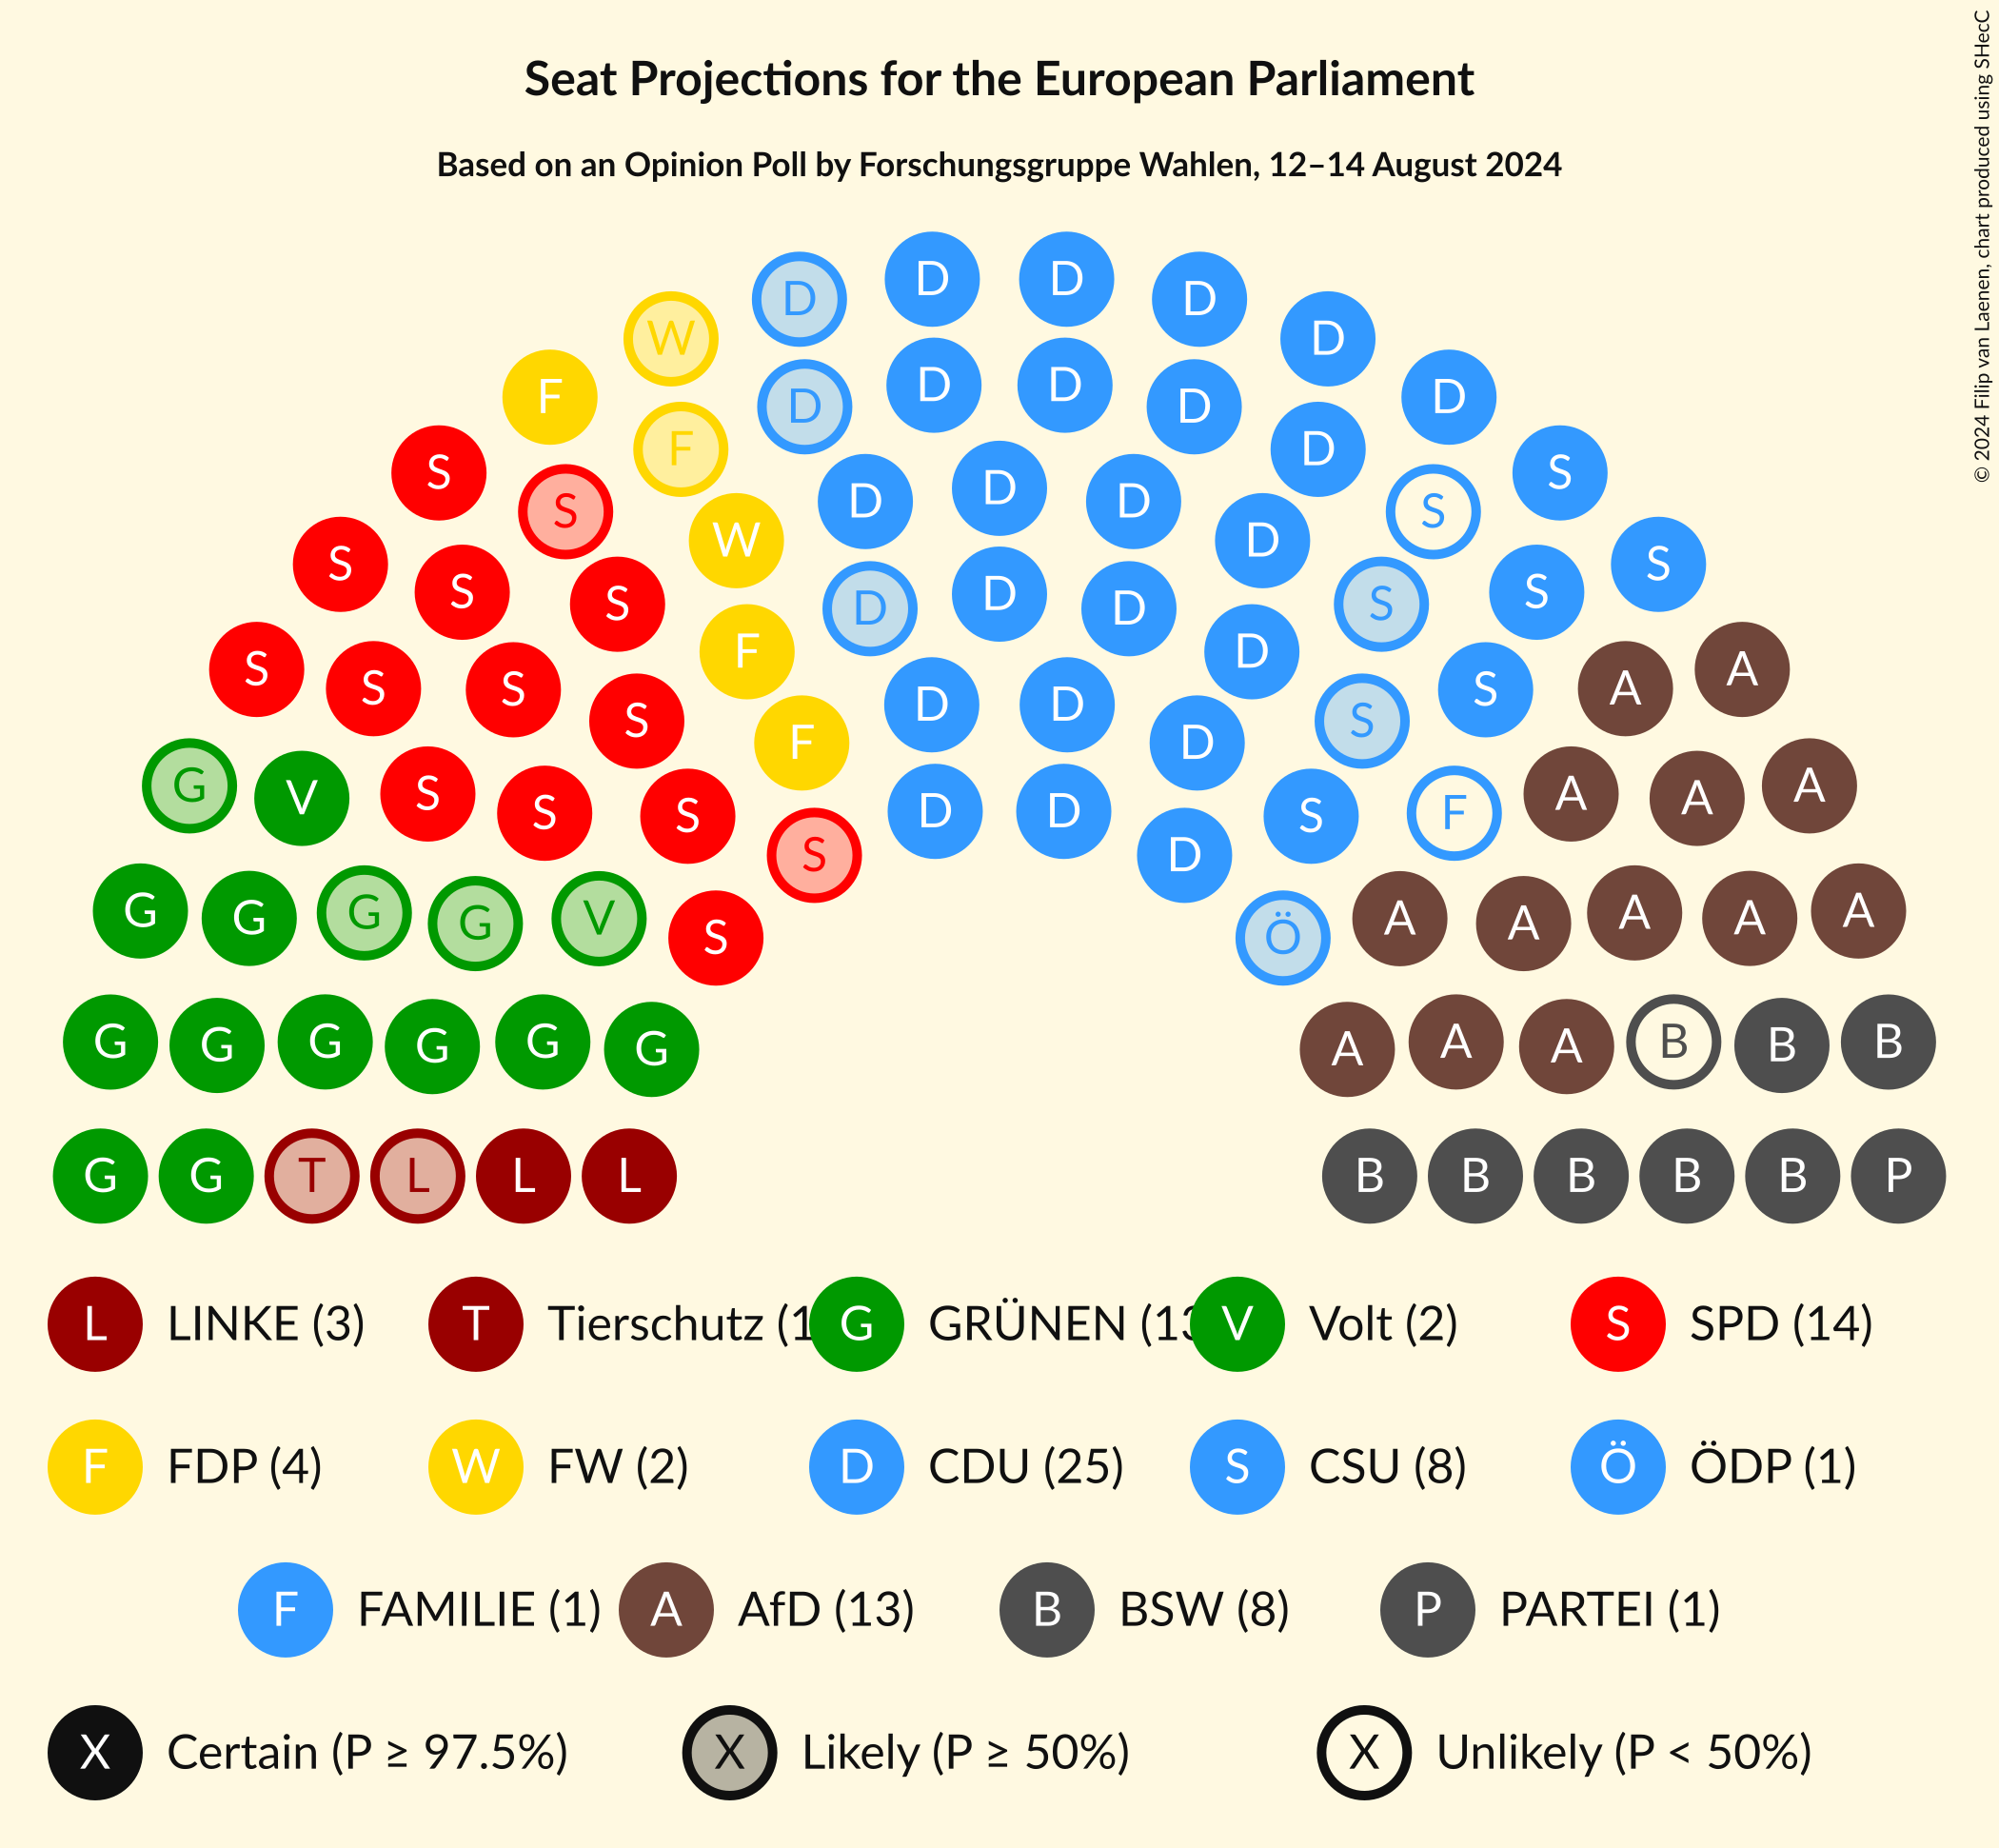 © 2024 Filip van Laenen, chart produced using SHecC
Seat Projections for the European Parliament
Based on an Opinion Poll by Forschungsgruppe Wahlen, 12–14 August 2024
D D D D
W D
F D D D D D
F D
S D D D S
S S
W D
S S
S D S
S D D S
F D
S A
S S S A
D D
S S
F D
G V S A A A
S S D D S F
S D
G G G G V A A A A A
S Ö
G G G G G G A A A B B B
G G T L L L B B B B B P
L LINKE (3) T Tierschutz (1 G GRÜNEN (13 V Volt (2) S SPD (14)
F FDP (4) W FW (2) D CDU (25) S CSU (8) Ö ÖDP (1)
F FAMILIE (1) A AfD (13) B BSW (8) P PARTEI (1)
X Certain (P ≥ 97.5%) X Likely (P ≥ 50%) X Unlikely (P < 50%)